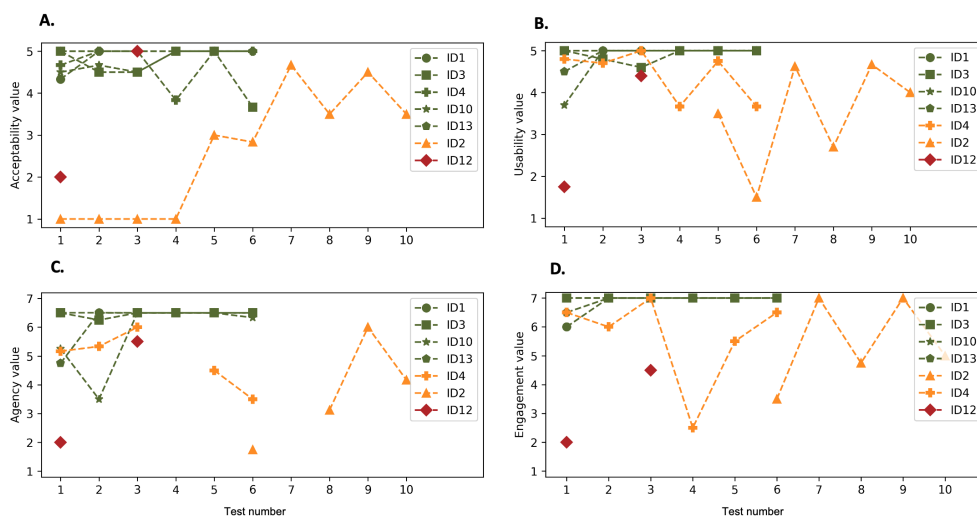 A.
Acceptability value
5
4
3
2
1
1 2 3 4 5 6 7 8 9 10
ID1
ID3
ID4
ID10
ID13
ID2
ID12
B.
Usability value
5
4
3
2
1
1 2 3 4 5 6 7 8 9 10
ID1
ID3
ID10
ID13
ID4
ID2
ID12
C.
Agency value
7
6
5
4
3
2
1
1 2 3 4 5 6 7 8 9 10
Test number
ID1
ID3
ID10
ID13
ID4
ID2
ID12
D.
Engagement value
7
6
5
4
3
2
1
1 2 3 4 5 6 7 8 9 10
Test number
ID1
ID3
ID10
ID13
ID2
ID4
ID12